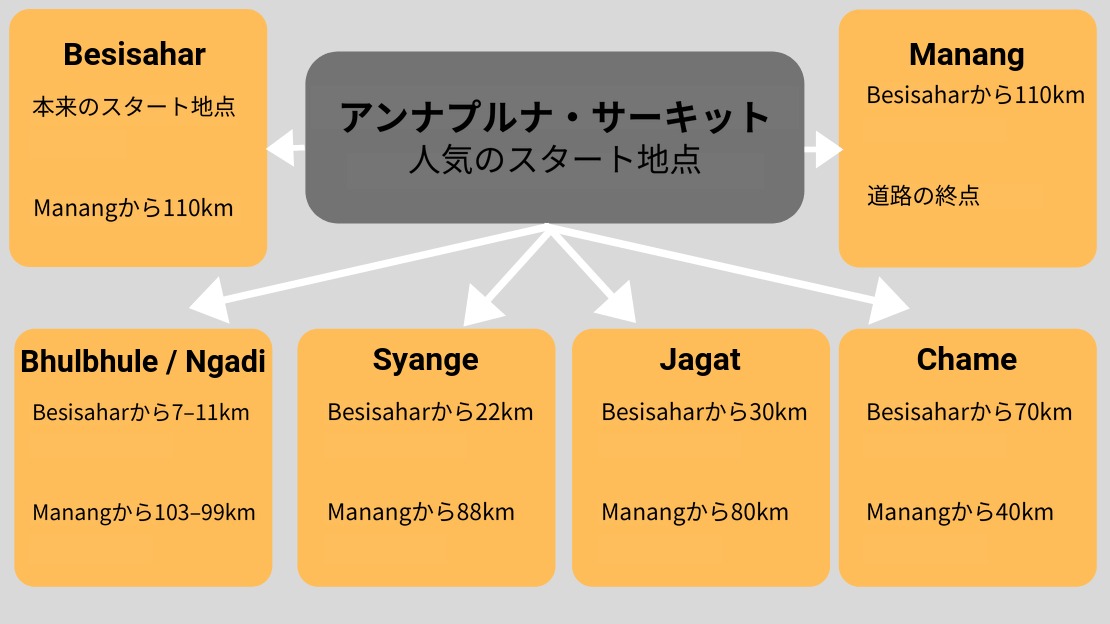 アンナプルナ・サーキット
人気のスタート地点
Besisahar
本来のスタート地点
Manangから110km
Manang
Besisaharから110km
道路の終点
Bhulbhule / Ngadi
Besisaharから7–11km
Manangから103–99km
Syange
Besisaharから22km
Manangから88km
Jagat
Besisaharから30km
Manangから80km
Chame
Besisaharから70km
Manangから40km